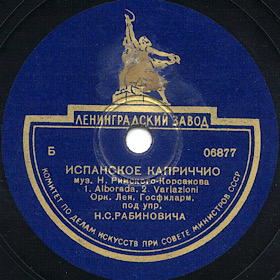 ЛЕНИНГРАДСКИЙ ЗАВОД
Б 06877
ИСПАНСКОЕ КАПРИЧЧИО
муз. Н. Римского-Корсакова
1. Alborada, 2. Variazioni
Орк. Лен. Госфиларм.
под упр.
Н.С.РАБИНОВИЧА
КОМИТЕТ ПО ДЕЛАМ ИСКУССТВ ПРИ СОВЕТЕ МИНИСТРОВ СССР